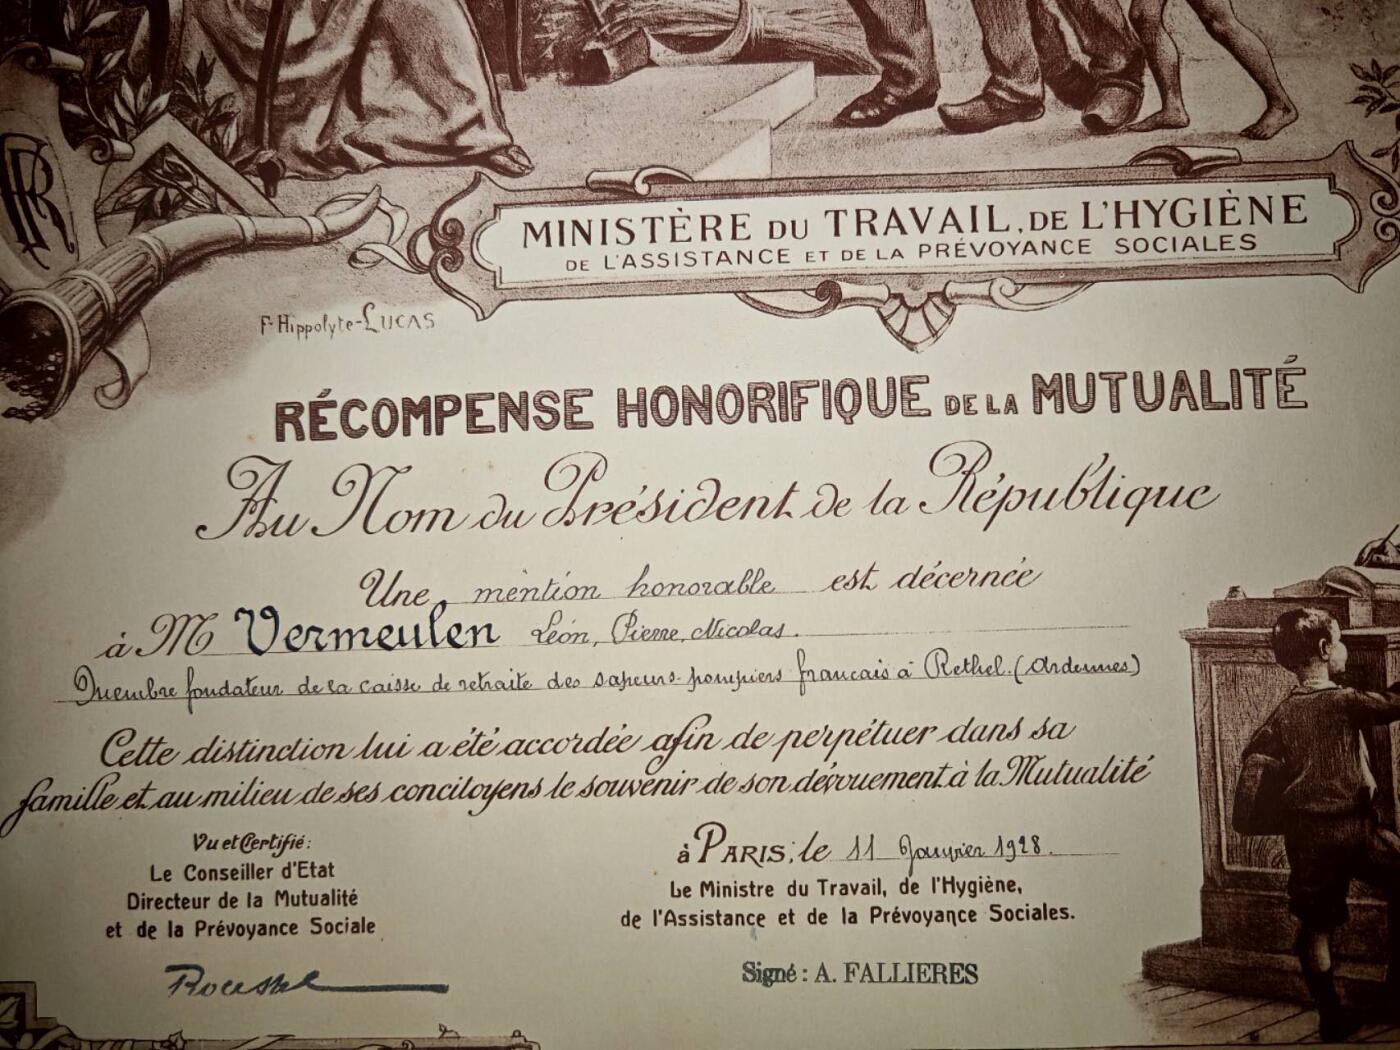 RF
MINISTÈRE DU TRAVAIL, DE L'HYGIÈNE
DE L'ASSISTANCE ET DE LA PRÉVOYANCE SOCIALES
F. Hippolyte-LUCAS
RÉCOMPENSE HONORIFIQUE DE LA MUTUALITÉ
Au Nom du Président de la République
Une mention honorable est décernée
à M Vermeulen Léon, Pierre, Nicolas.
Membre fondateur de la caisse de retraite des sapeurs-pompiers français à Rethel. (Ardennes)
Cette distinction lui a été accordée afin de perpétuer dans sa
famille et au milieu de ses concitoyens le souvenir de son dévouement à la Mutualité
Vu et Certifié:
Le Conseiller d'Etat
Directeur de la Mutualité
et de la Prévoyance Sociale
à PARIS, le 11 Janvier 1928.
Le Ministre du Travail, de l'Hygiène,
de l'Assistance et de la Prévoyance Sociales.
Signé : A. FALLIERES